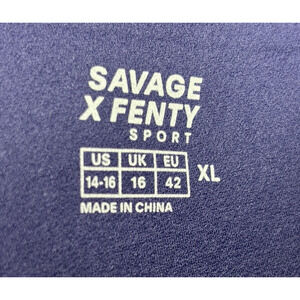 SAVAGE
X FENTY
SPORT
US UK EU
14-16 16 42 XL
MADE IN CHINA